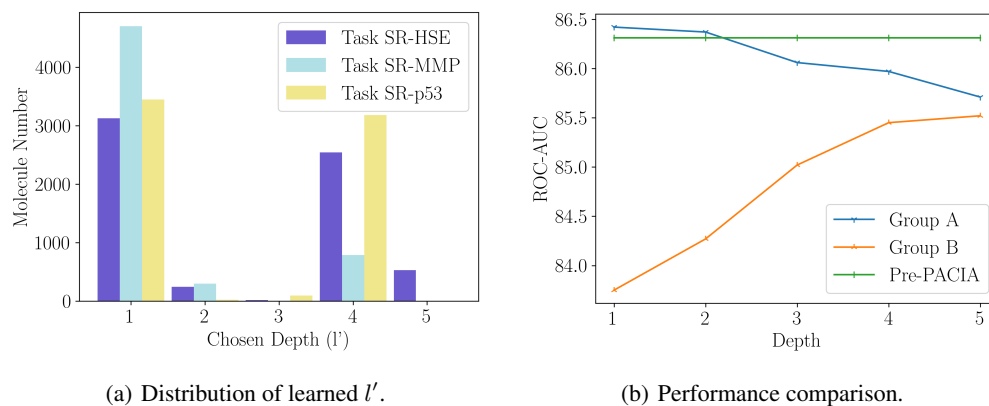 Task SR-HSE
Task SR-MMP
Task SR-p53
Molecule Number
4000
3000
2000
1000
0
1 2 3 4 5
Chosen Depth (l')
(a) Distribution of learned l′.
86.5
86.0
85.5
85.0
84.5
84.0
ROC-AUC
Group A
Group B
Pre-PACIA
1 2 3 4 5
Depth
(b) Performance comparison.